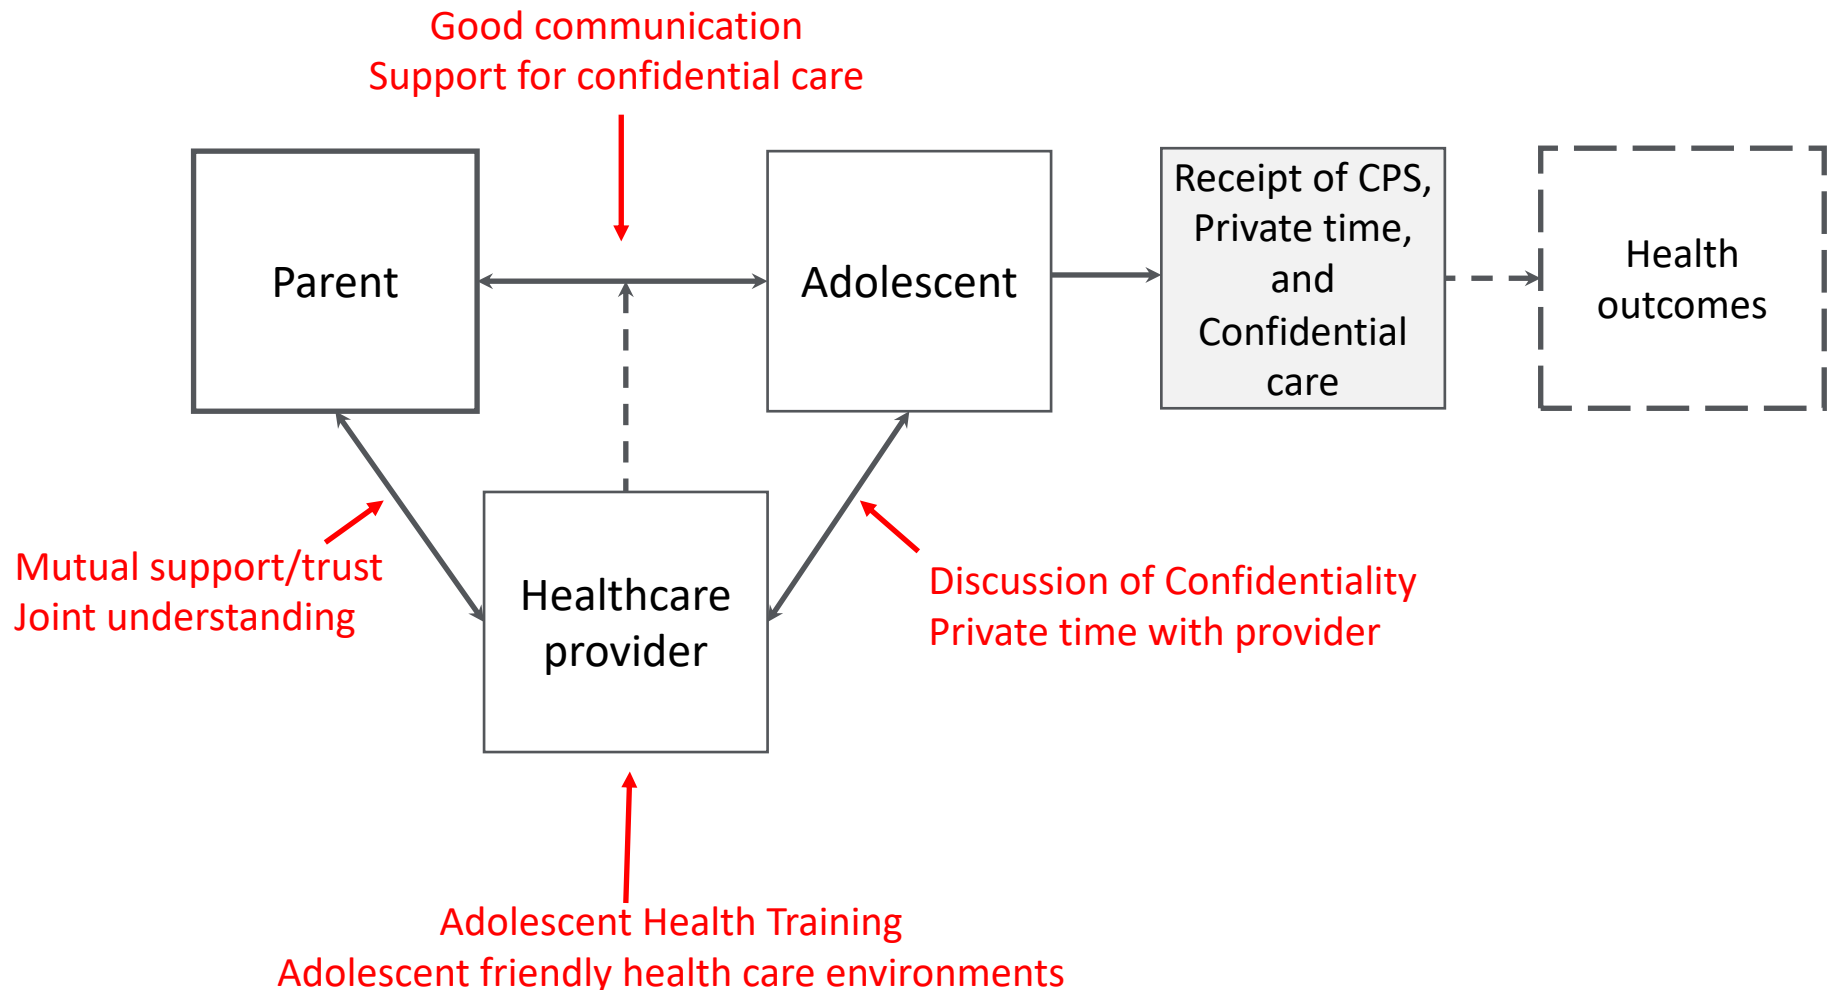 Good communication
Support for confidential care
Parent
Adolescent
Receipt of CPS,
Private time,
and
Confidential
care
Health
outcomes
Mutual support/trust
Joint understanding
Healthcare
provider
Discussion of Confidentiality
Private time with provider
Adolescent Health Training
Adolescent friendly health care environments